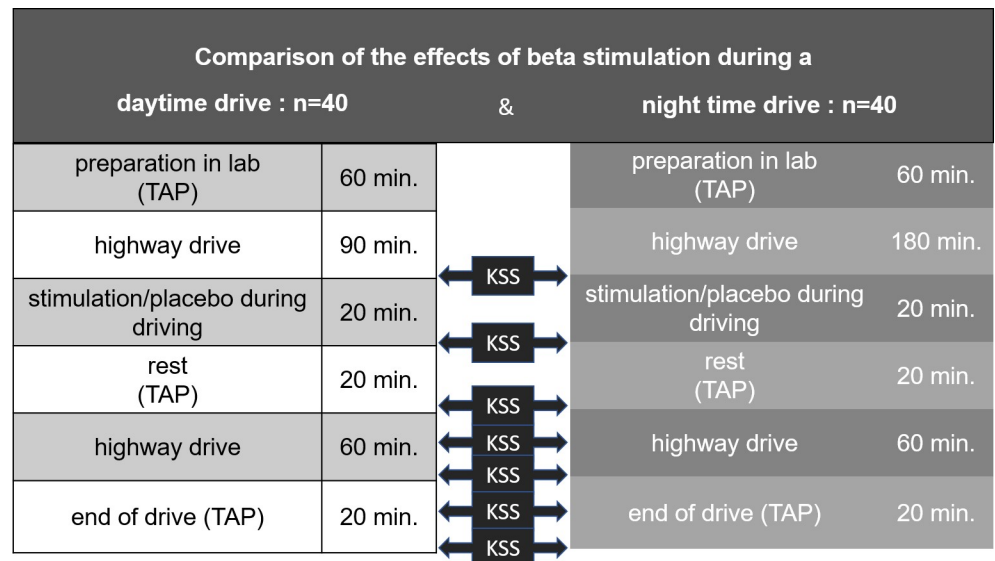 Comparison of the effects of beta stimulation during a
daytime drive : n=40 & night time drive : n=40
preparation in lab
(TAP)
60 min.
preparation in lab
(TAP)
60 min.
highway drive 90 min.
highway drive 180 min.
KSS
stimulation/placebo during
driving
20 min.
stimulation/placebo during
driving
20 min.
KSS
rest
(TAP)
20 min.
rest
(TAP)
20 min.
KSS
highway drive 60 min.
KSS
highway drive 60 min.
KSS
end of drive (TAP) 20 min.
KSS
end of drive (TAP) 20 min.
KSS